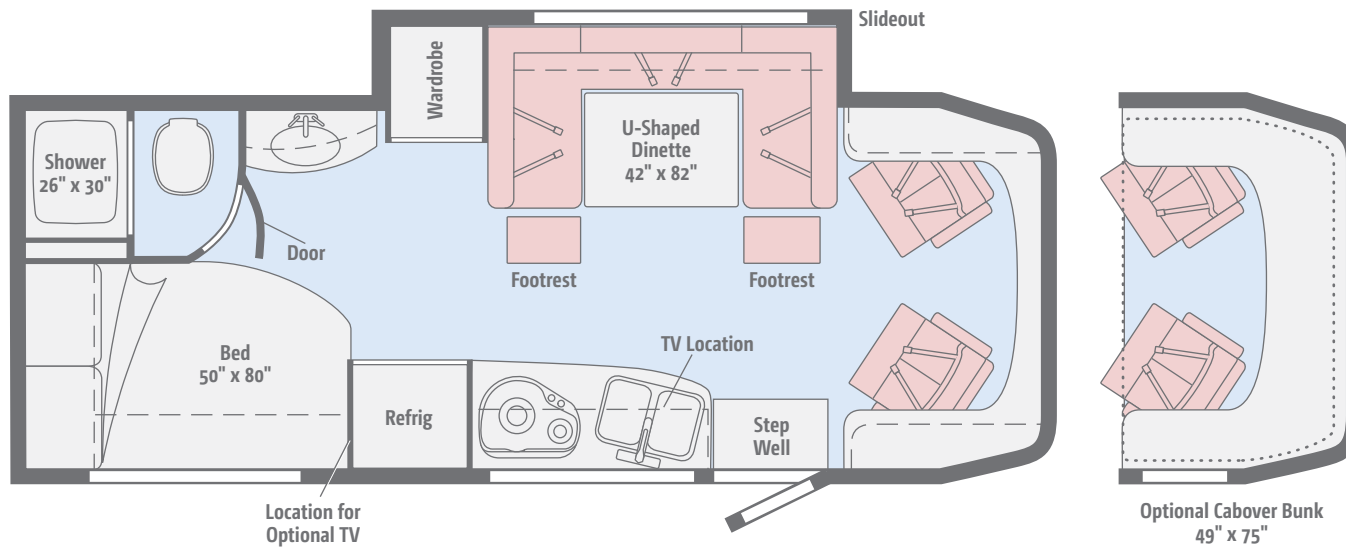 Slideout
Wardrobe
U-Shaped
Dinette
42" x 82"
Shower
26" x 30"
Door
Footrest
Footrest
TV Location
Bed
50" x 80"
Refrig
Step
Well
Location for
Optional TV
Optional Cabover Bunk
49" x 75"